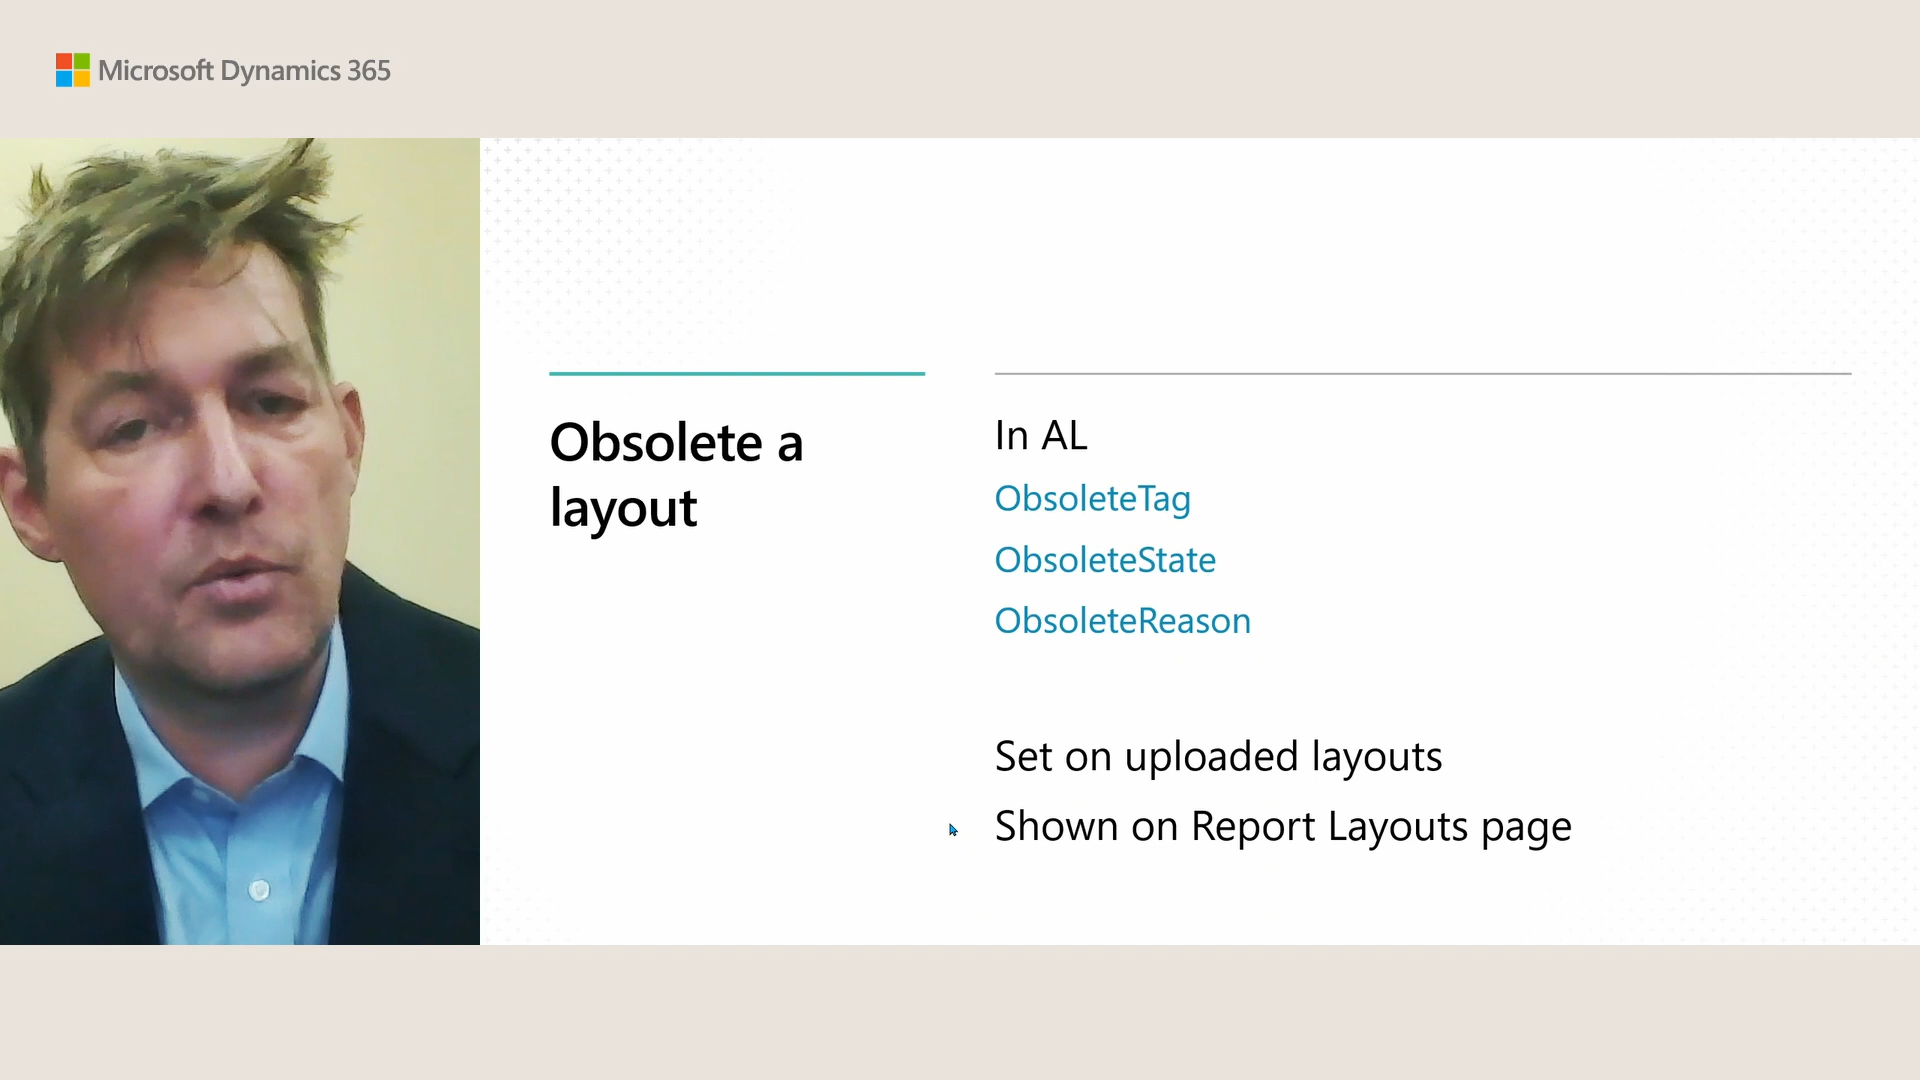 Microsoft Dynamics 365
Obsolete a
layout
In AL
ObsoleteTag
ObsoleteState
ObsoleteReason
Set on uploaded layouts
Shown on Report Layouts page